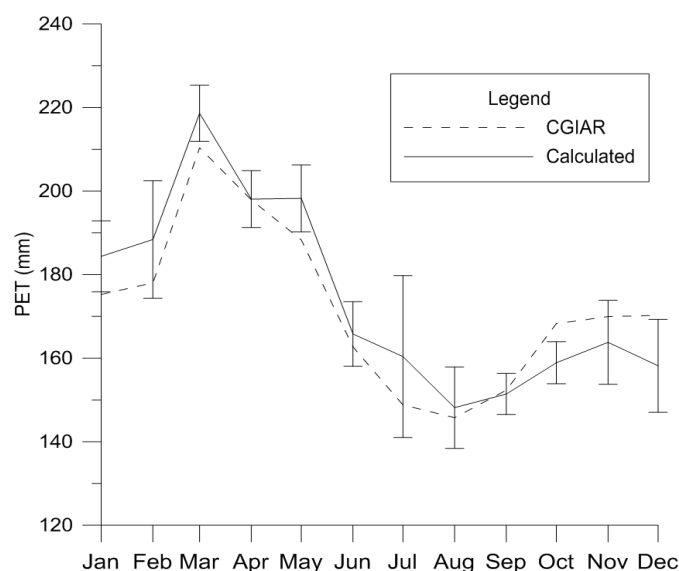 240
220
200
180
160
140
120
PET (mm)
Legend
CGIAR
Calculated
Jan Feb Mar Apr May Jun Jul Aug Sep Oct Nov Dec